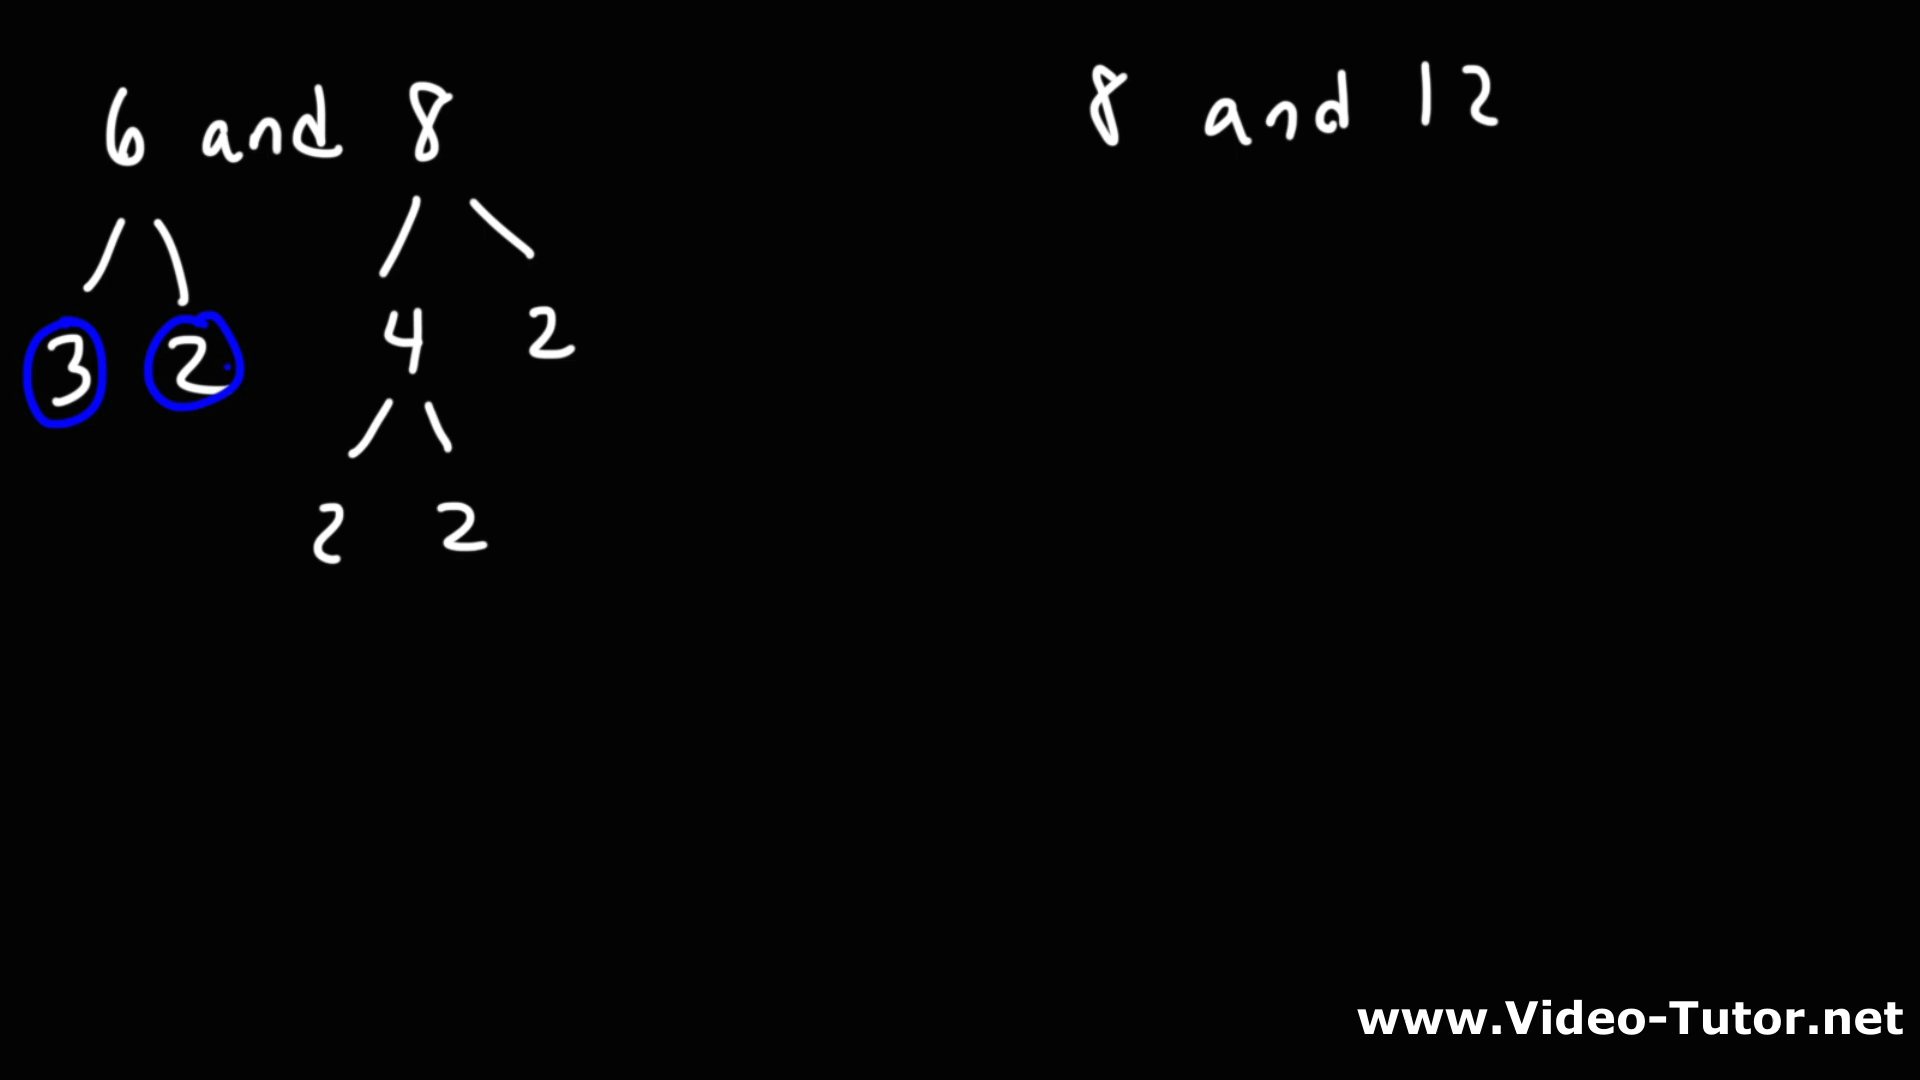 6 and 8
8 and 12
3 2
4 2
2 2
www.Video-Tutor.net